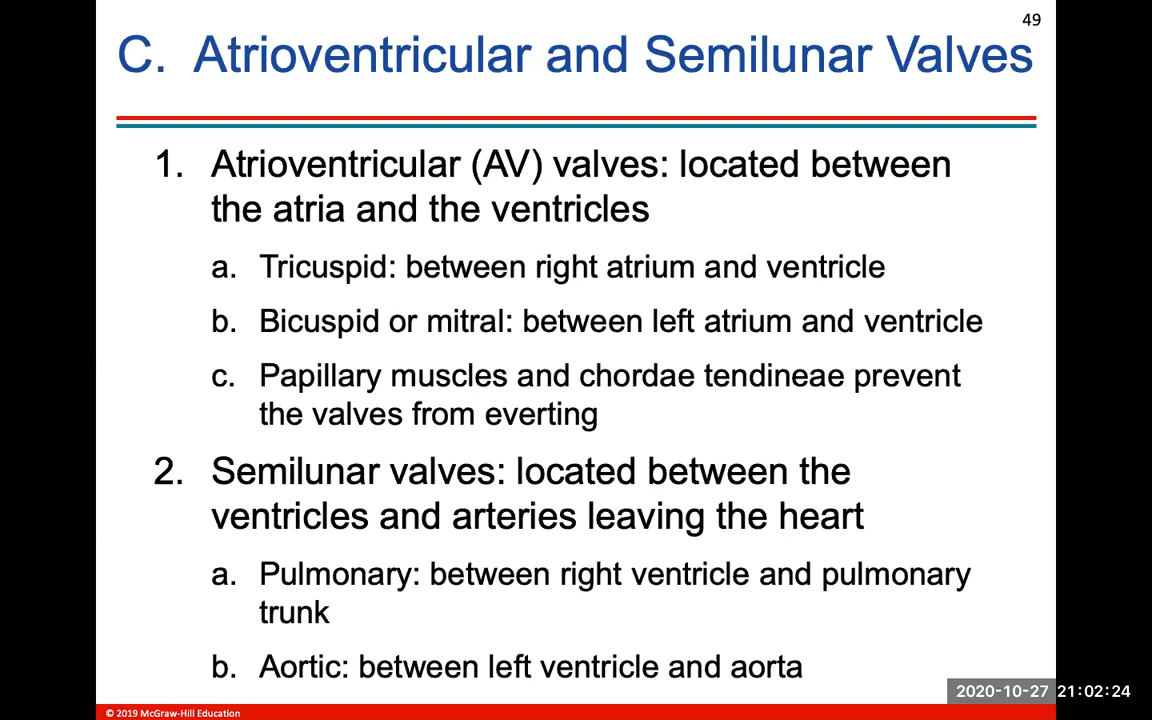 49
C. Atrioventricular and Semilunar Valves
1. Atrioventricular (AV) valves: located between
the atria and the ventricles
a. Tricuspid: between right atrium and ventricle
b. Bicuspid or mitral: between left atrium and ventricle
c. Papillary muscles and chordae tendineae prevent
the valves from everting
2. Semilunar valves: located between the
ventricles and arteries leaving the heart
a. Pulmonary: between right ventricle and pulmonary
trunk
b. Aortic: between left ventricle and aorta
2020-10-27 21:02:24
© 2019 McGraw-Hill Education